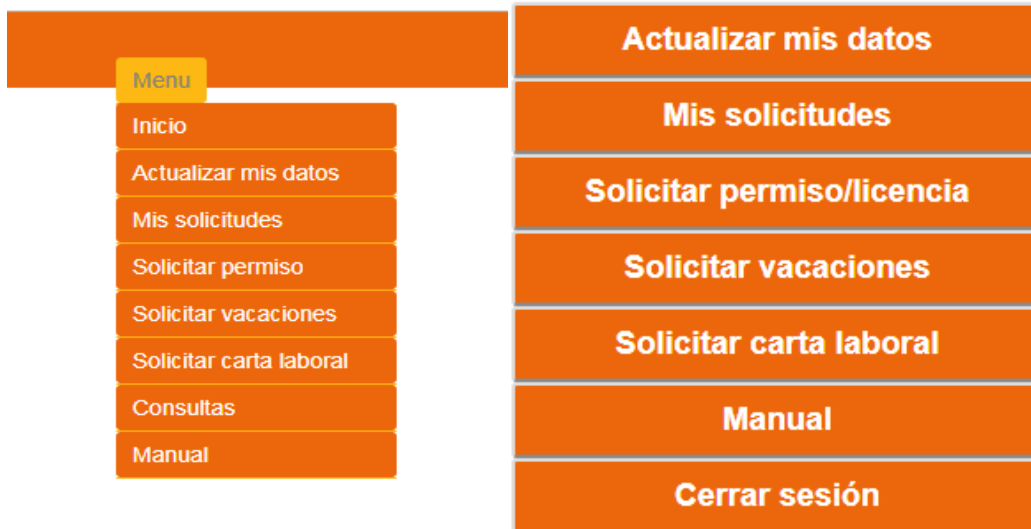 Menu
Inicio
Actualizar mis datos
Mis solicitudes
Solicitar permiso
Solicitar vacaciones
Solicitar carta laboral
Consultas
Manual
Actualizar mis datos
Mis solicitudes
Solicitar permiso/licencia
Solicitar vacaciones
Solicitar carta laboral
Manual
Cerrar sesión